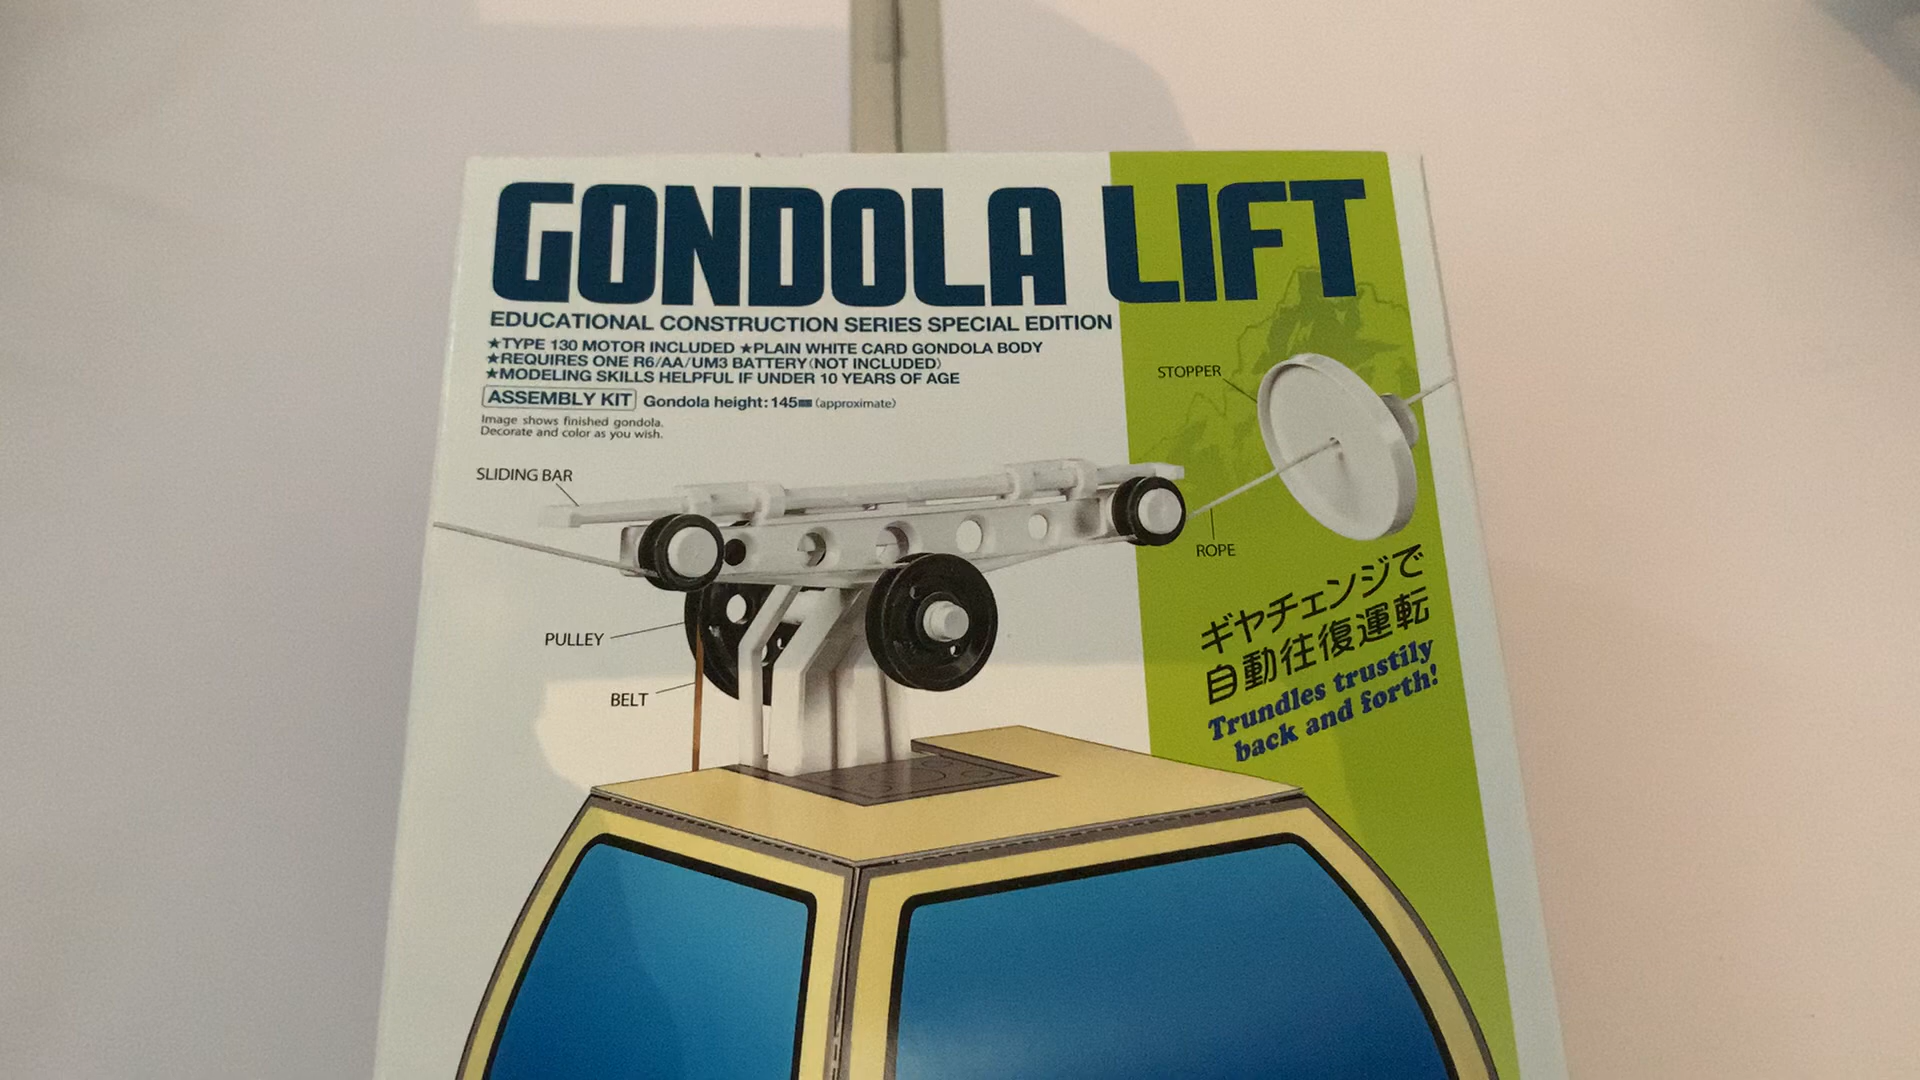 GONDOLA LIFT
EDUCATIONAL CONSTRUCTION SERIES SPECIAL EDITION
★TYPE 130 MOTOR INCLUDED ★PLAIN WHITE CARD GONDOLA BODY
★REQUIRES ONE R6/AA/UM3 BATTERY (NOT INCLUDED)
★MODELING SKILLS HELPFUL IF UNDER 10 YEARS OF AGE
ASSEMBLY KIT Gondola height:145㎜ (approximate)
Image shows finished gondola.
Decorate and color as you wish.
STOPPER
SLIDING BAR
ROPE
PULLEY
BELT
ギヤチェンジで
自動往復運転
Trundles trustily
back and forth!